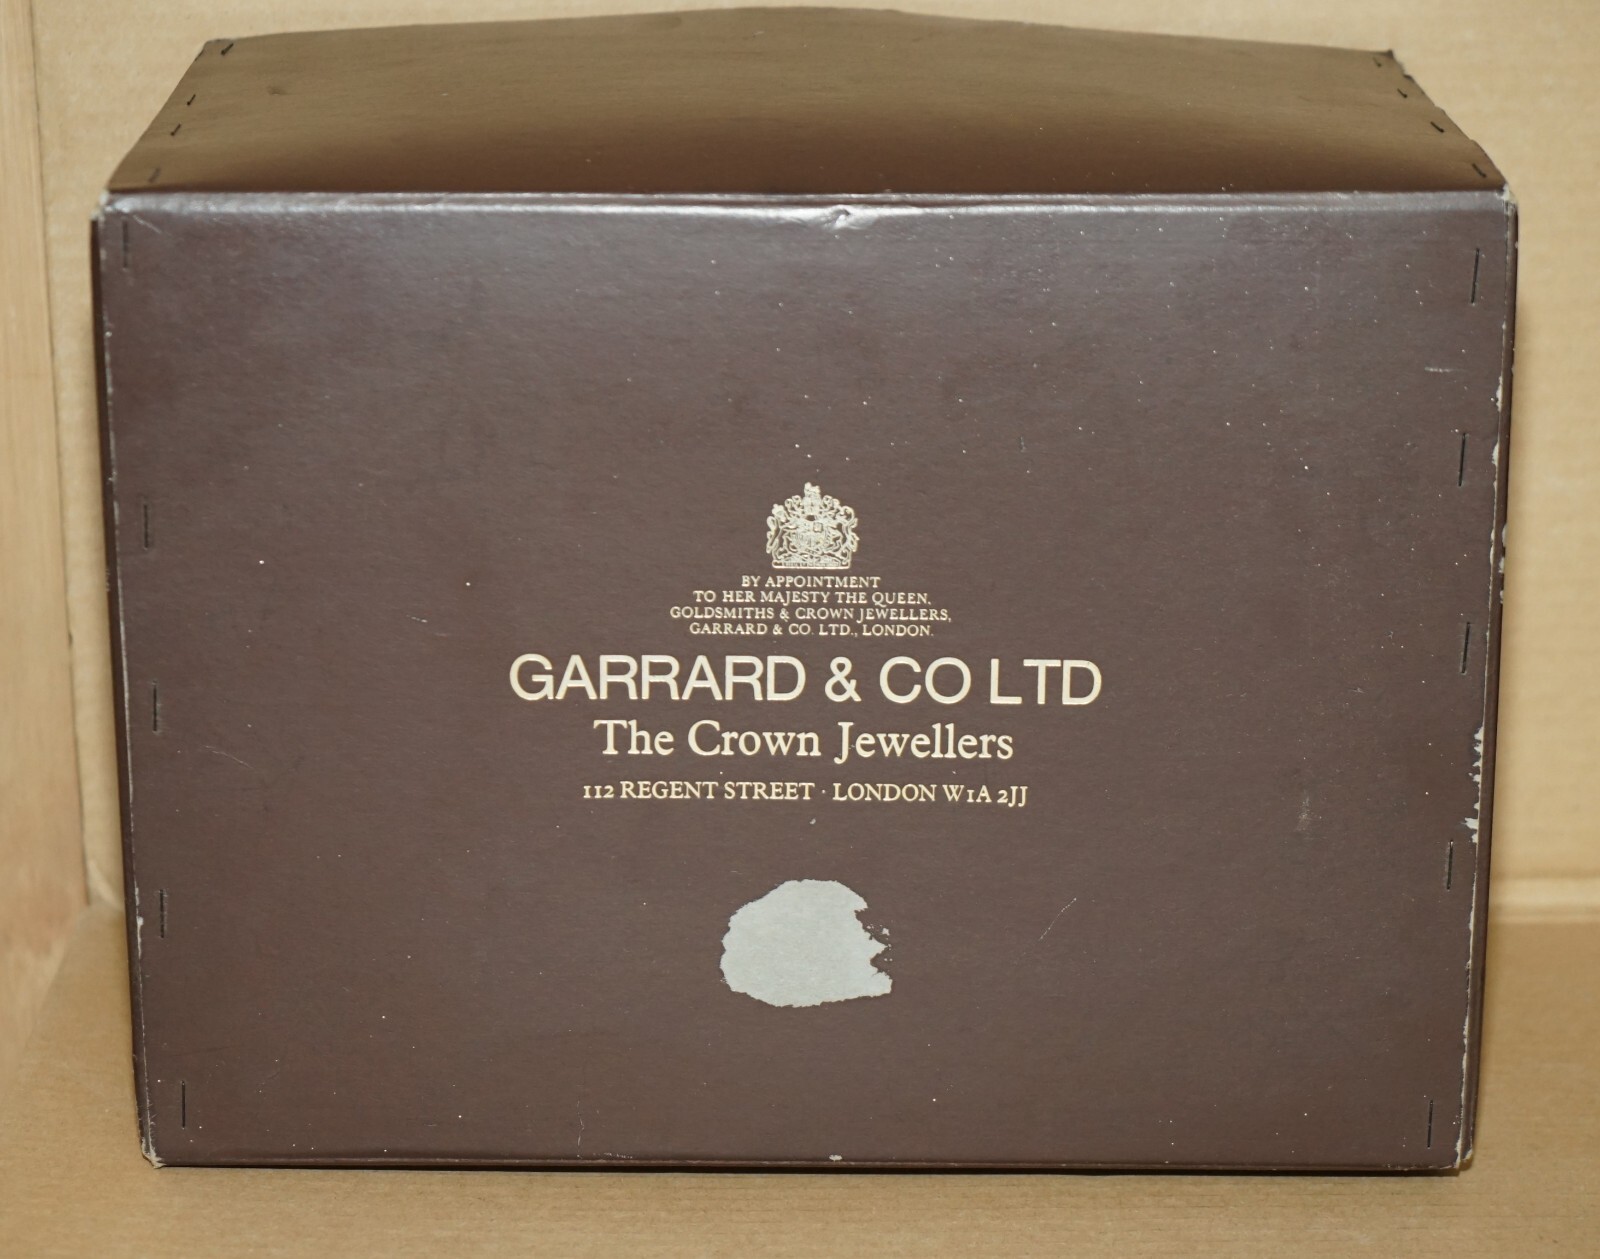 BY APPOINTMENT
TO HER MAJESTY THE QUEEN,
GOLDSMITHS & CROWN JEWELLERS,
GARRARD & CO. LTD., LONDON.
GARRARD & CO LTD
The Crown Jewellers
112 REGENT STREET · LONDON W1A 2JJ